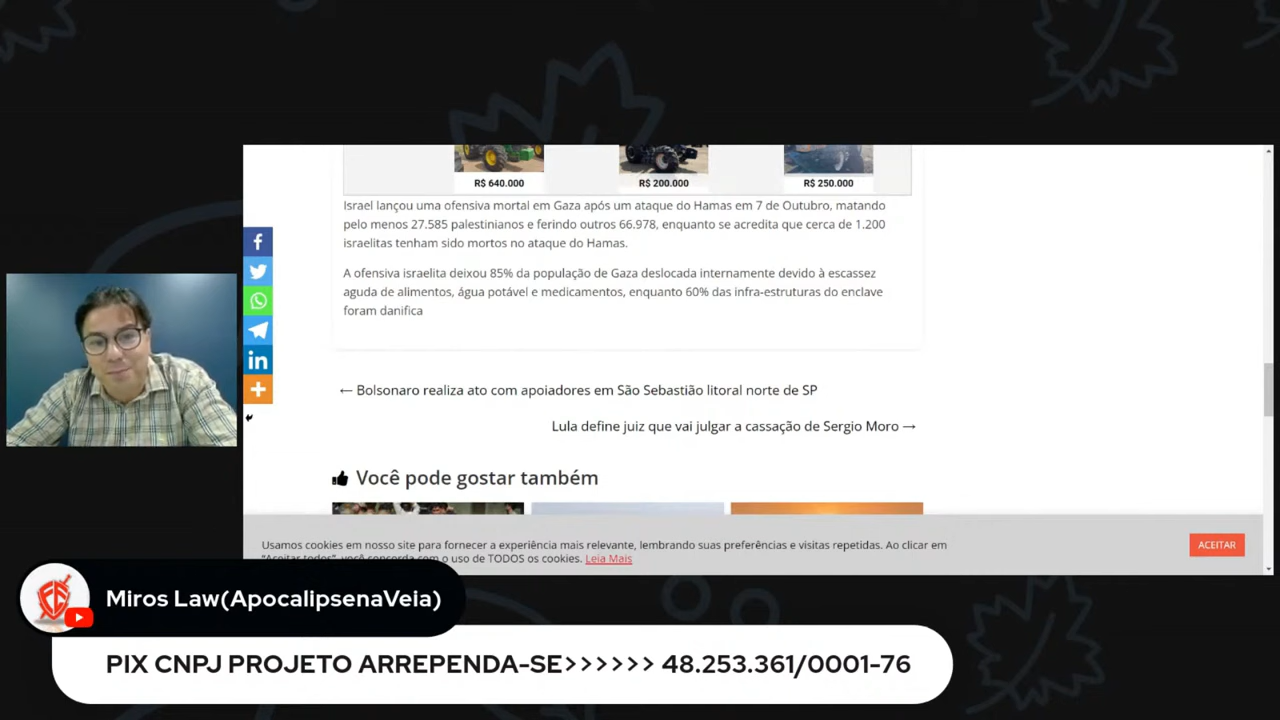 R$ 640.000
R$ 200.000
R$ 250.000
Israel lançou uma ofensiva mortal em Gaza após um ataque do Hamas em 7 de Outubro, matando
pelo menos 27.585 palestinianos e ferindo outros 66.978, enquanto se acredita que cerca de 1.200
israelitas tenham sido mortos no ataque do Hamas.
A ofensiva israelita deixou 85% da população de Gaza deslocada internamente devido à escassez
aguda de alimentos, água potável e medicamentos, enquanto 60% das infra-estruturas do enclave
foram danifica
← Bolsonaro realiza ato com apoiadores em São Sebastião litoral norte de SP
Lula define juiz que vai julgar a cassação de Sergio Moro →
Você pode gostar também
Usamos cookies em nosso site para fornecer a experiência mais relevante, lembrando suas preferências e visitas repetidas. Ao clicar em
"Aceitar todos", você concorda com o uso de TODOS os cookies. Leia Mais
ACEITAR
Miros Law(ApocalipsenaVeia)
PIX CNPJ PROJETO ARREPENDA-SE>>>>>> 48.253.361/0001-76